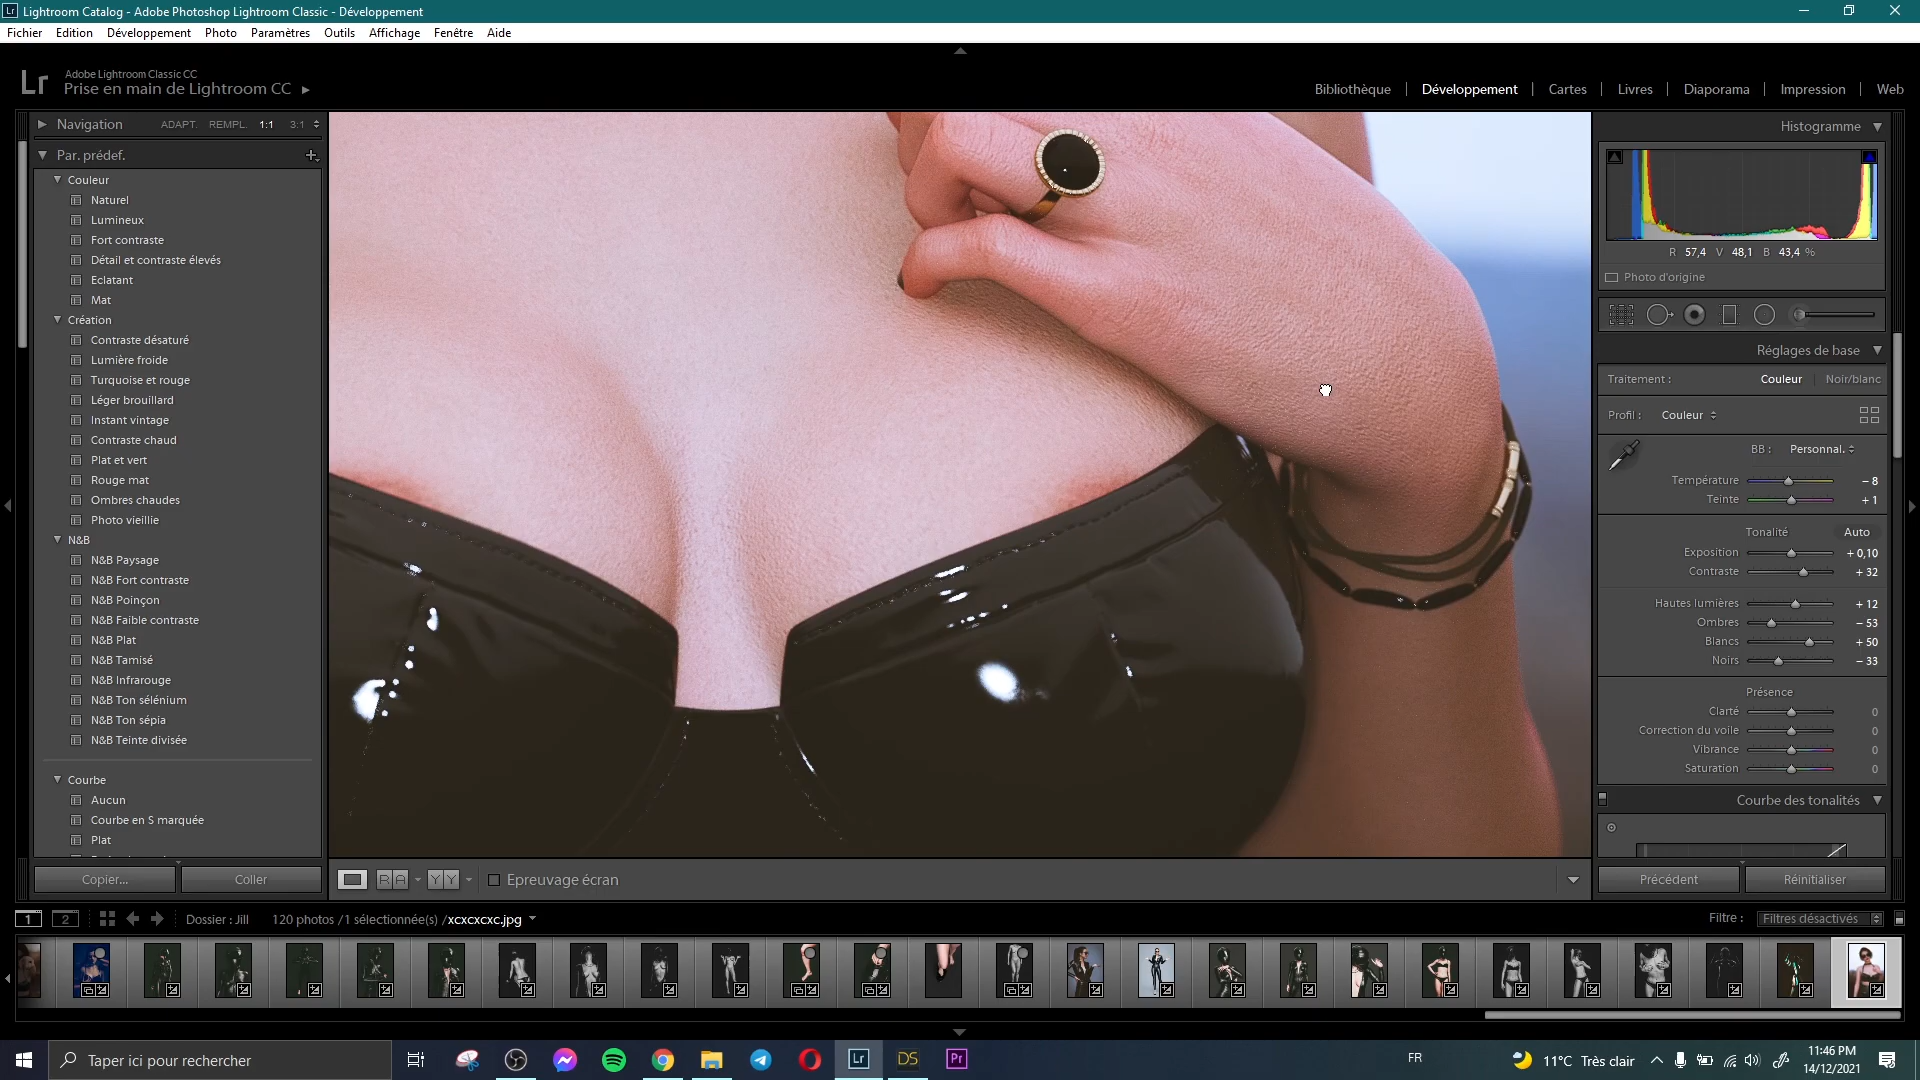 Lightroom Catalog - Adobe Photoshop Lightroom Classic - Développement
Fichier Edition Développement Photo Paramètres Outils Affichage Fenêtre Aide
Lr
Adobe Lightroom Classic CC
Prise en main de Lightroom CC
Bibliothèque | Développement | Cartes | Livres | Diaporama | Impression | Web
Navigation ADAPT. REMPL. 1:1 3:1
Par. prédef.
Couleur
Naturel
Lumineux
Fort contraste
Détail et contraste élevés
Eclatant
Mat
Création
Contraste désaturé
Lumière froide
Turquoise et rouge
Léger brouillard
Instant vintage
Contraste chaud
Plat et vert
Rouge mat
Ombres chaudes
Photo vieillie
N&B
N&B Paysage
N&B Fort contraste
N&B Poinçon
N&B Faible contraste
N&B Plat
N&B Tamisé
N&B Infrarouge
N&B Ton sélénium
N&B Ton sépia
N&B Teinte divisée
Courbe
Aucun
Courbe en S marquée
Plat
Copier... Coller
Histogramme
R 57,4 V 48,1 B 43,4 %
Photo d'origine
Réglages de base
Traitement : Couleur | Noir/blanc
Profil : Couleur
BB : Personnal.
Température - 8
Teinte + 1
Tonalité Auto
Exposition + 0,10
Contraste + 32
Hautes lumières + 12
Ombres - 53
Blancs + 50
Noirs - 33
Présence
Clarté 0
Correction du voile 0
Vibrance 0
Saturation 0
Courbe des tonalités
Précédent Réinitialiser
R A Y Y Epreuvage écran
1 2 Dossier : Jill 120 photos /1 sélectionnée(s) /xcxcxcxc.jpg
Filtre : Filtres désactivés
Taper ici pour rechercher
Lr DS Pr
FR
11°C Très clair
11:46 PM
14/12/2021